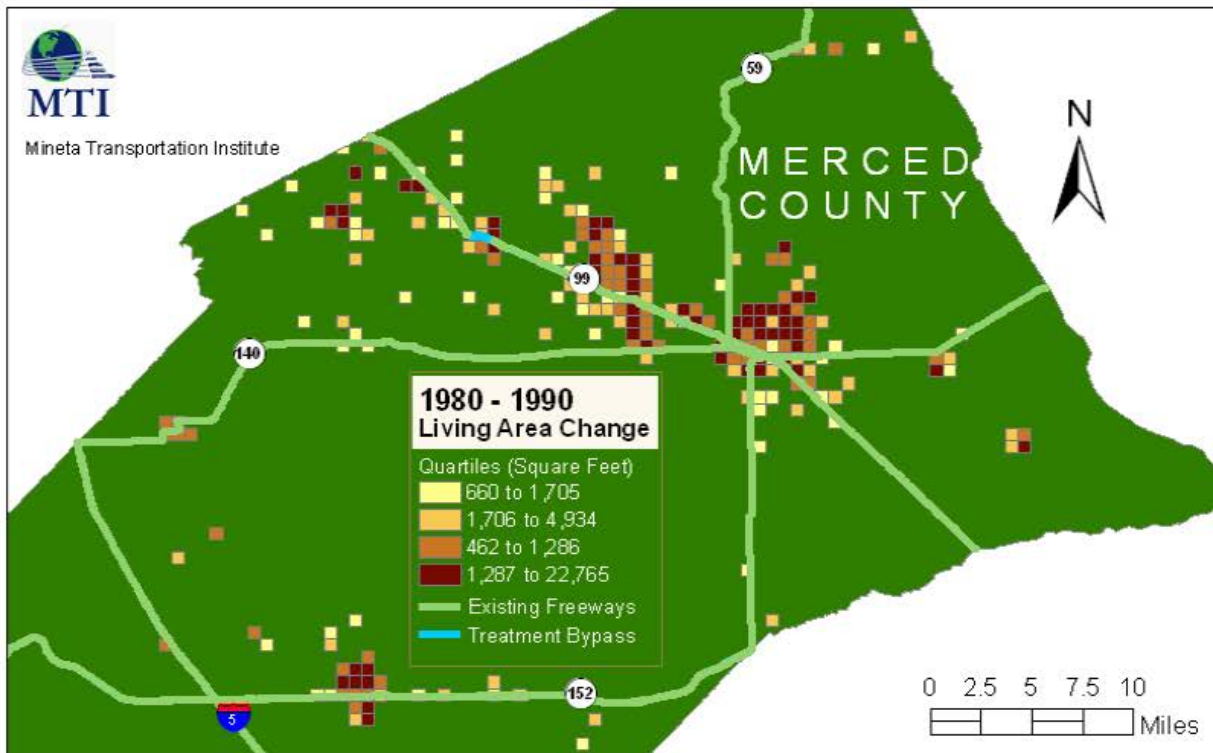 MTI
Mineta Transportation Institute
59
N
MERCED
COUNTY
99
140
1980 - 1990
Living Area Change
Quartiles (Square Feet)
660 to 1,705
1,706 to 4,934
462 to 1,286
1,287 to 22,765
Existing Freeways
Treatment Bypass
152
5
0 2.5 5 7.5 10
Miles